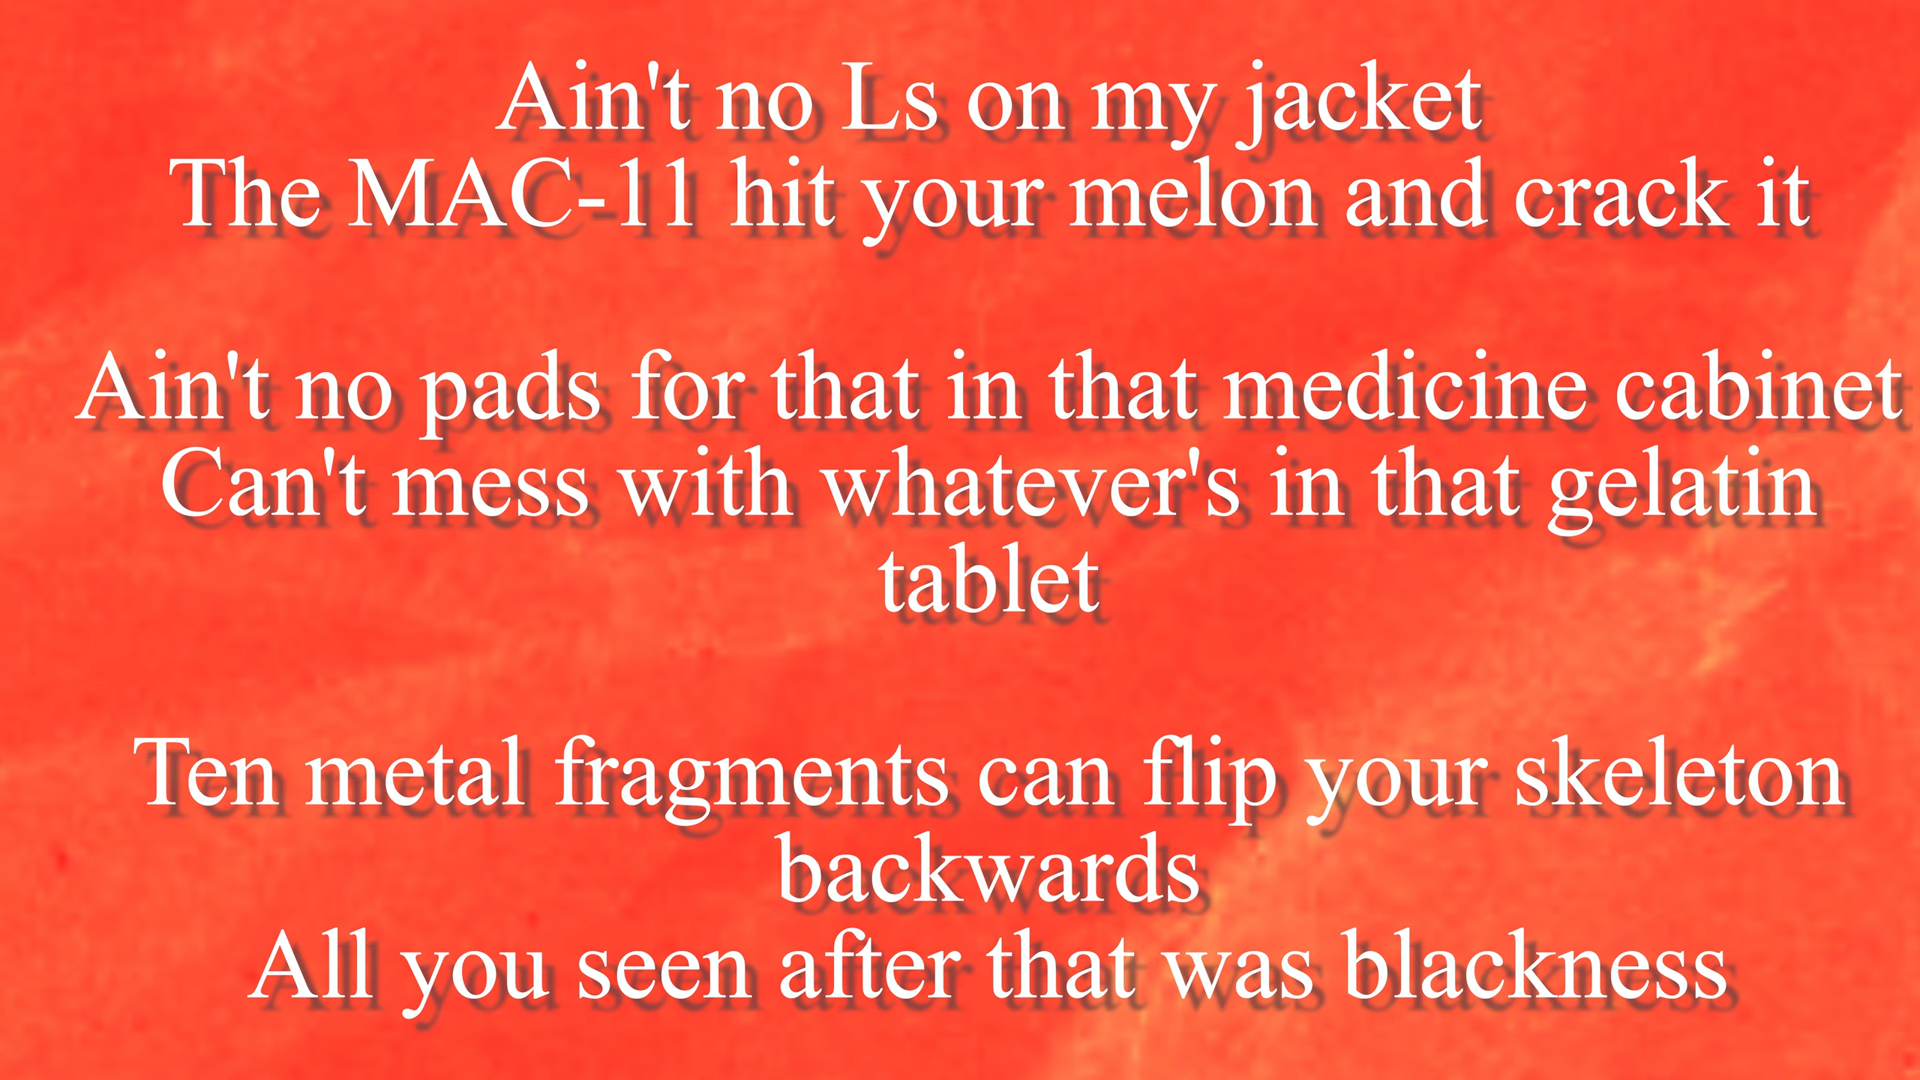 Ain't no Ls on my jacket
The MAC-11 hit your melon and crack it
Ain't no pads for that in that medicine cabinet
Can't mess with whatever's in that gelatin
tablet
Ten metal fragments can flip your skeleton
backwards
All you seen after that was blackness